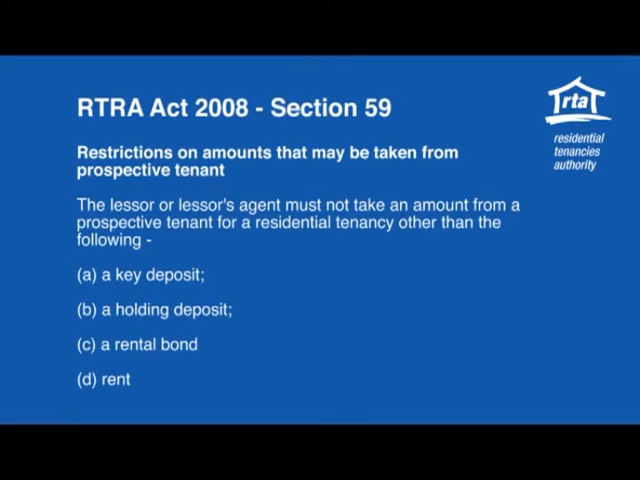 RTRA Act 2008 - Section 59
rta
residential
tenancies
authority
Restrictions on amounts that may be taken from
prospective tenant
The lessor or lessor's agent must not take an amount from a
prospective tenant for a residential tenancy other than the
following -
(a) a key deposit;
(b) a holding deposit;
(c) a rental bond
(d) rent